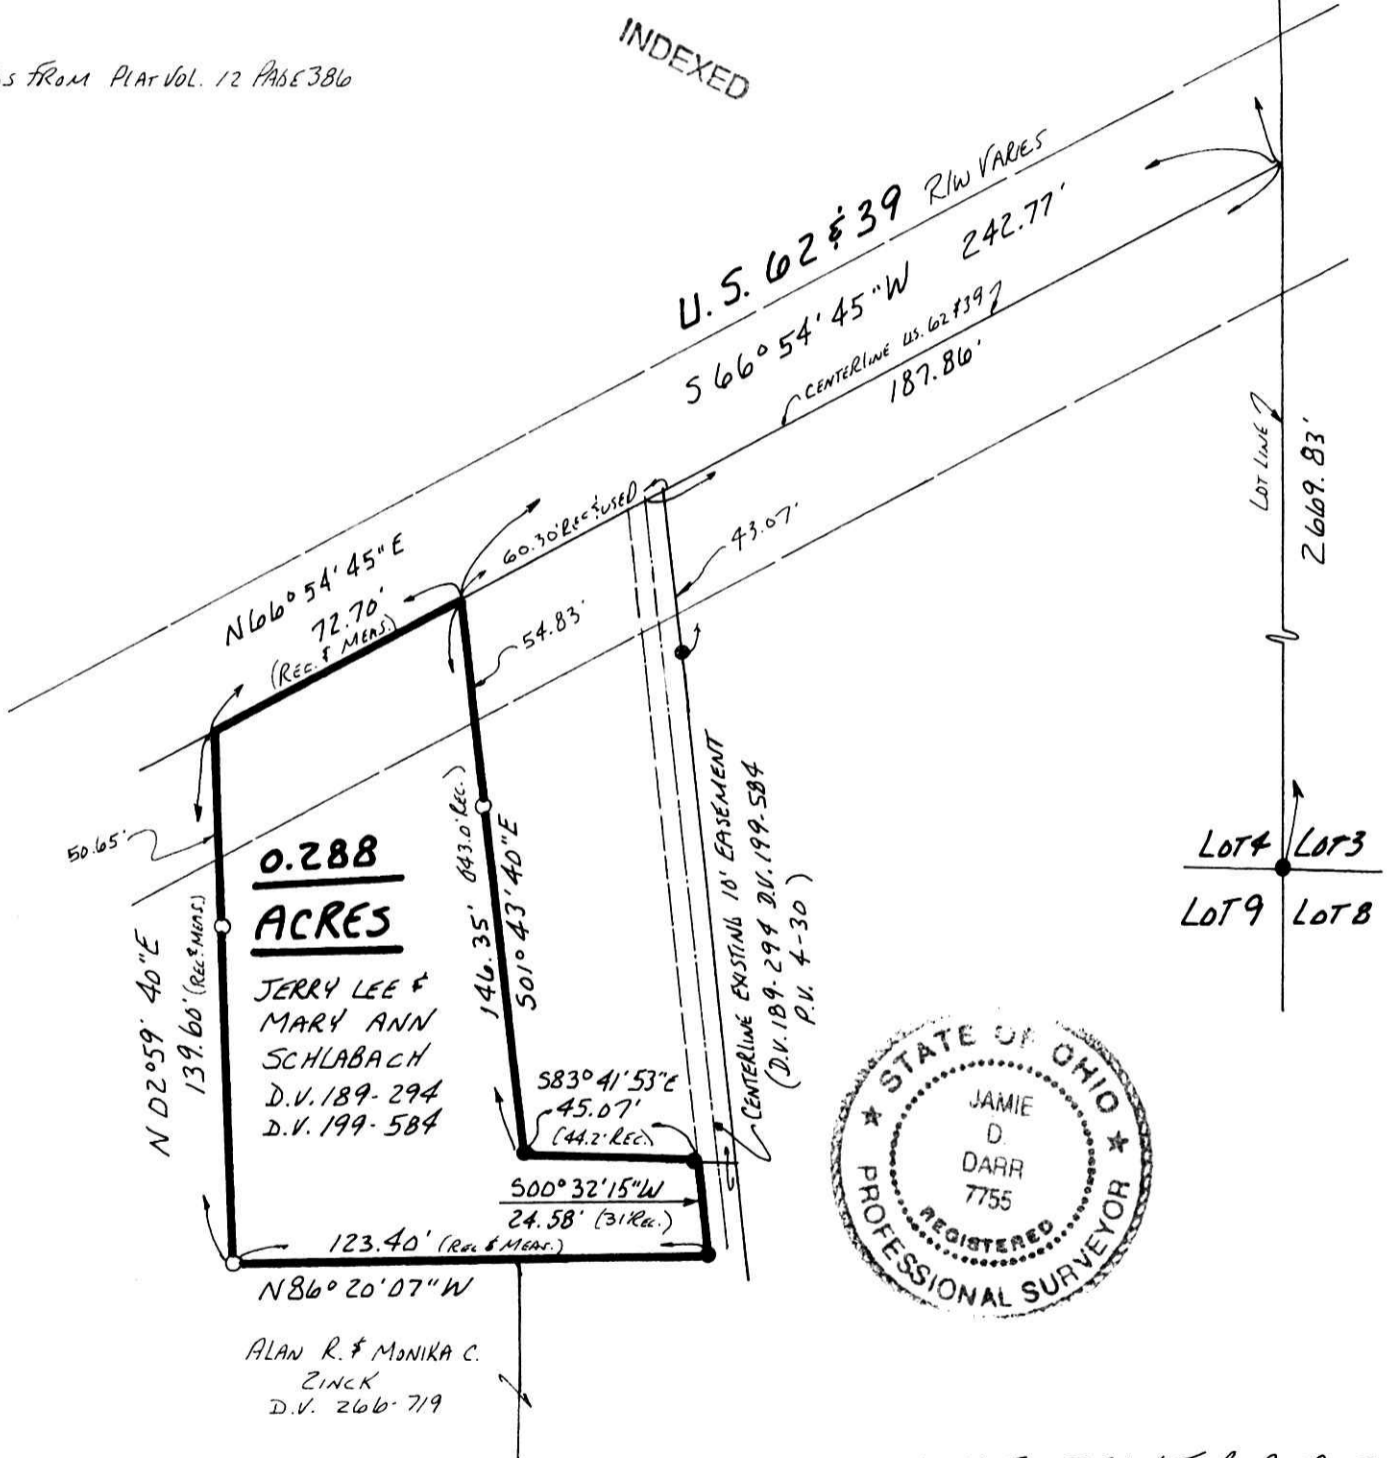 S FROM PLAT VOL. 12 PAGE 386
INDEXED
U.S. 62 & 39 R/W VARIES
S 66° 54' 45" W 242.77'
CENTERLINE U.S. 62 & 39
187.86'
LOT LINE
2669.83'
60.30' REC & USED
43.07'
N 66° 54' 45" E
72.70'
(REC. & MEAS.)
54.83'
50.65'
0.288
ACRES
JERRY LEE &
MARY ANN
SCHLABACH
D.V. 189-294
D.V. 199-584
N 02° 59' 40" E
139.60' (REC & MEAS)
146.35'
S01° 43' 40" E
CENTERLINE EXISTING 10' EASEMENT
(D.V. 189-294 D.V. 199-584
P.V. 4-30)
S83° 41' 53" E
45.07'
(44.2' REC.)
S00° 32' 15" W
24.58' (31' REC.)
123.40' (REC & MEAS.)
N86° 20' 07" W
ALAN R. & MONIKA C.
ZINCK
D.V. 266-719
LOT 4 LOT 3
LOT 9 LOT 8
STATE OF OHIO
JAMIE
D.
DARR
7755
REGISTERED
PROFESSIONAL SURVEYOR